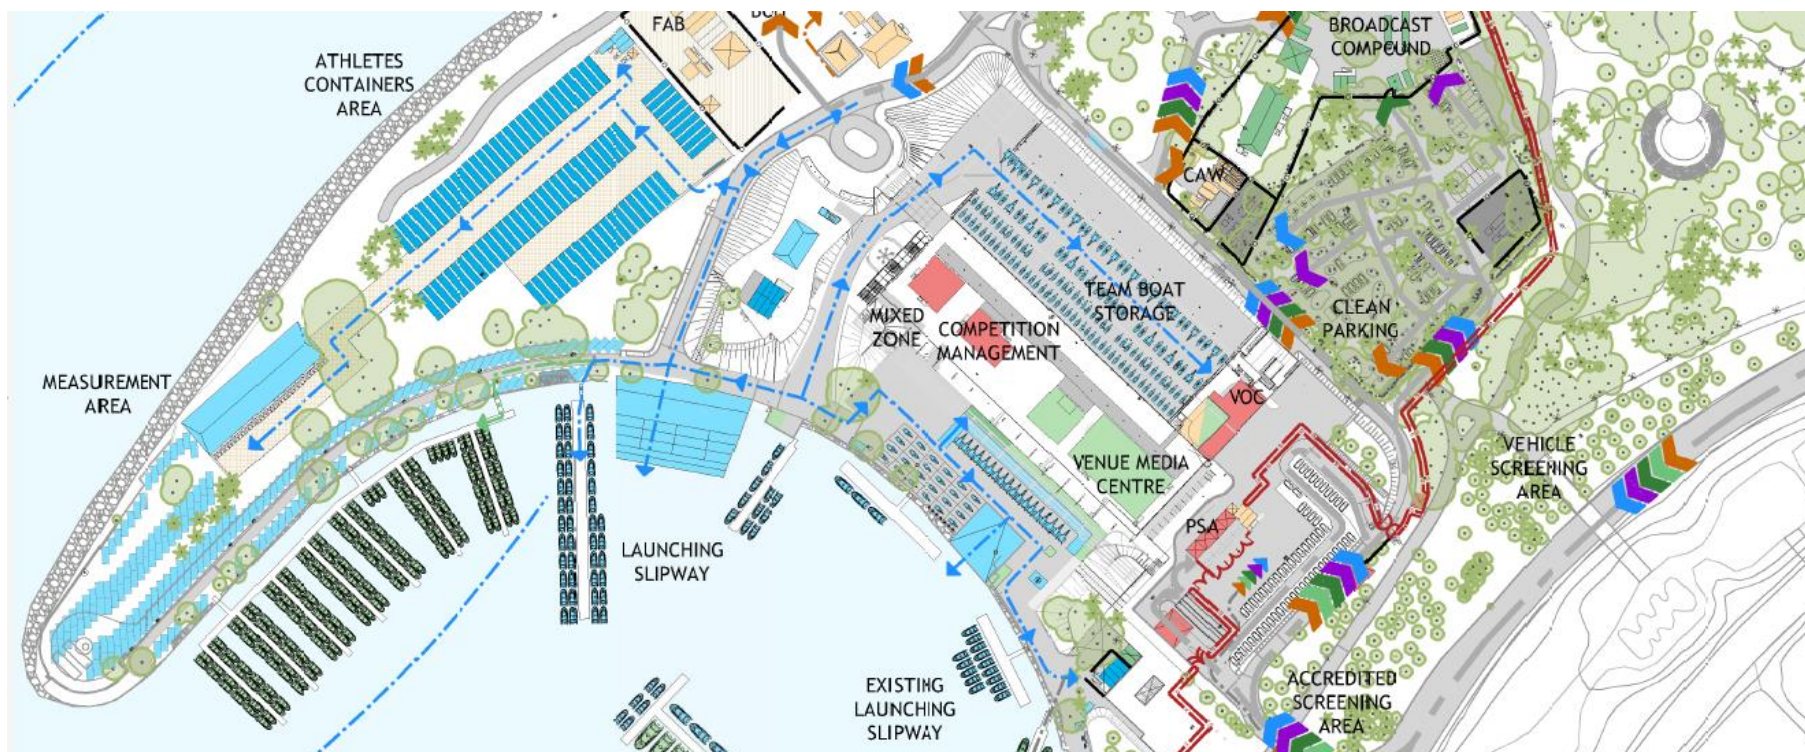 FAB
BROADCAST
COMPOUND
ATHLETES
CONTAINERS
AREA
CAW
TEAM BOAT
STORAGE
MIXED
ZONE
COMPETITION
MANAGEMENT
CLEAN
PARKING
MEASUREMENT
AREA
VOC
VENUE MEDIA
CENTRE
VEHICLE
SCREENING
AREA
PSA
LAUNCHING
SLIPWAY
EXISTING
LAUNCHING
SLIPWAY
ACCREDITED
SCREENING
AREA